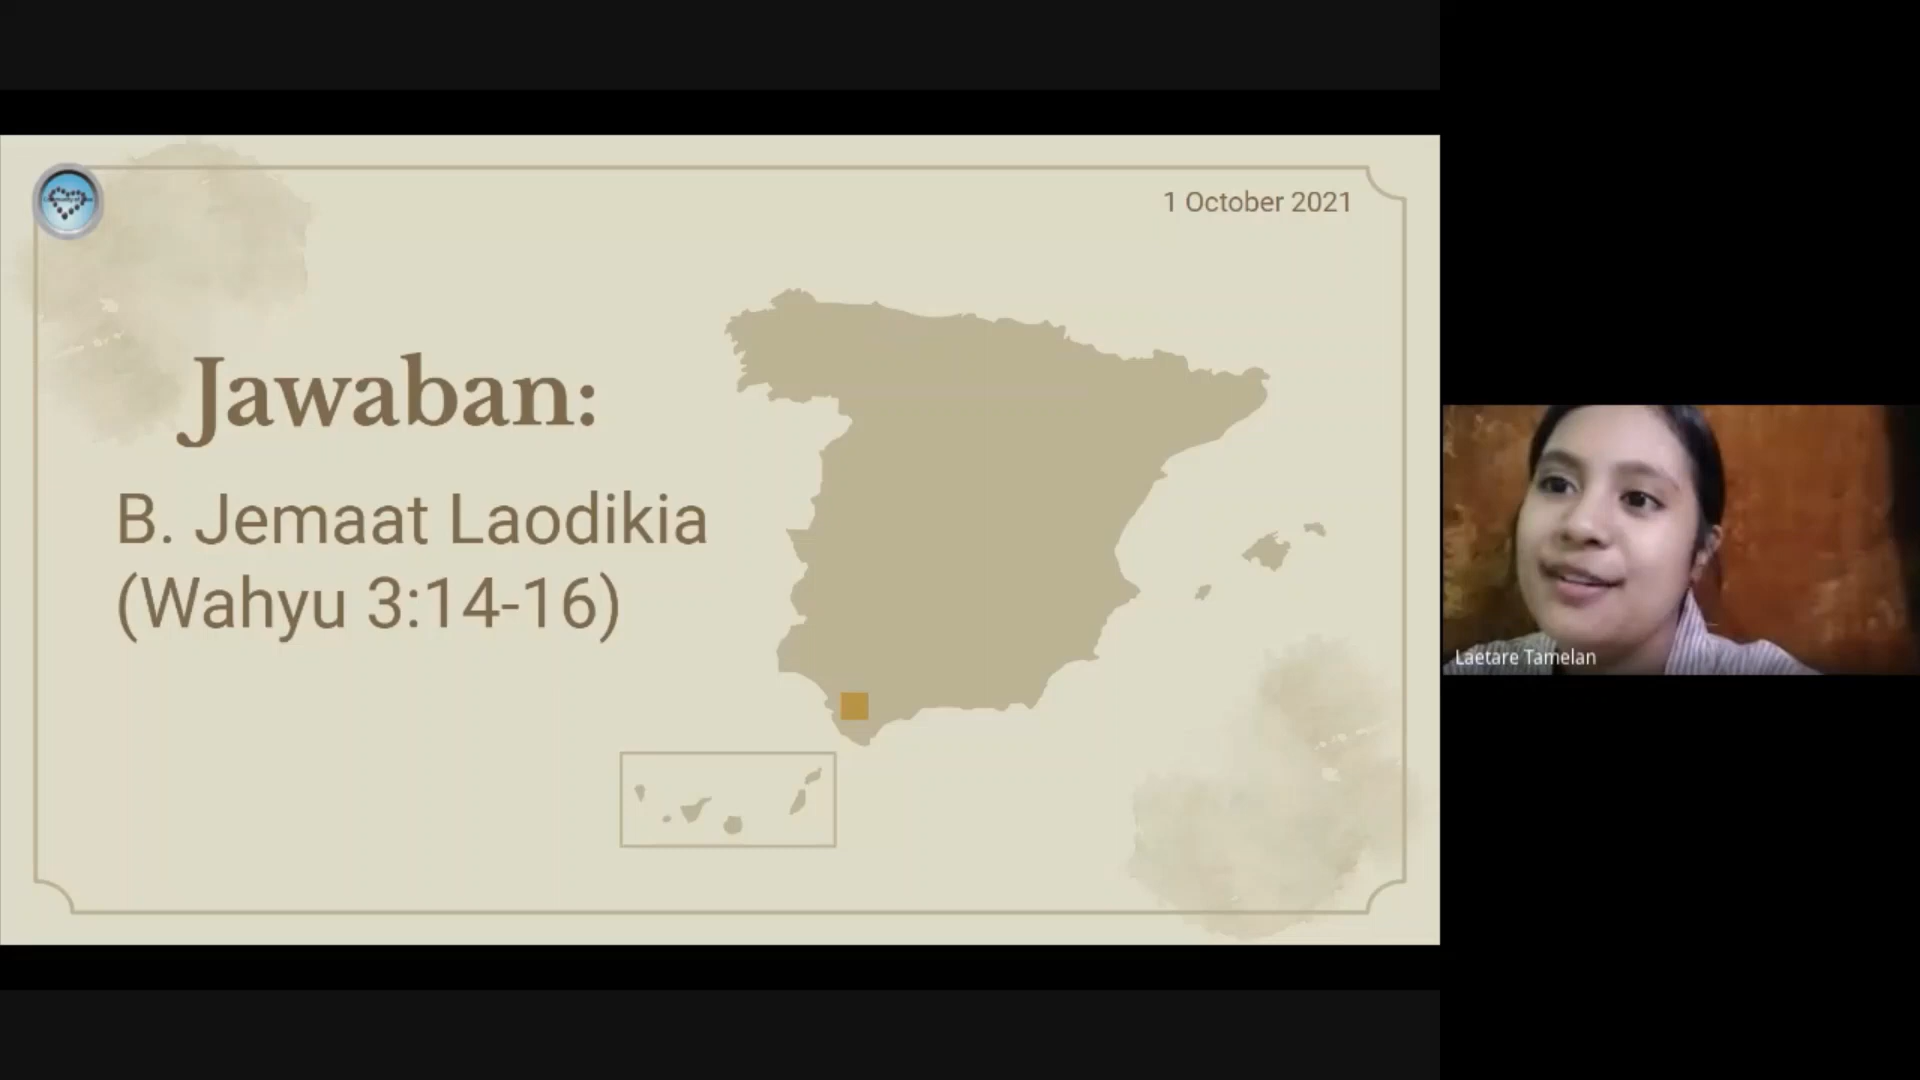 1 October 2021
Jawaban:
B. Jemaat Laodikia
(Wahyu 3:14-16)
Laetare Tamelan